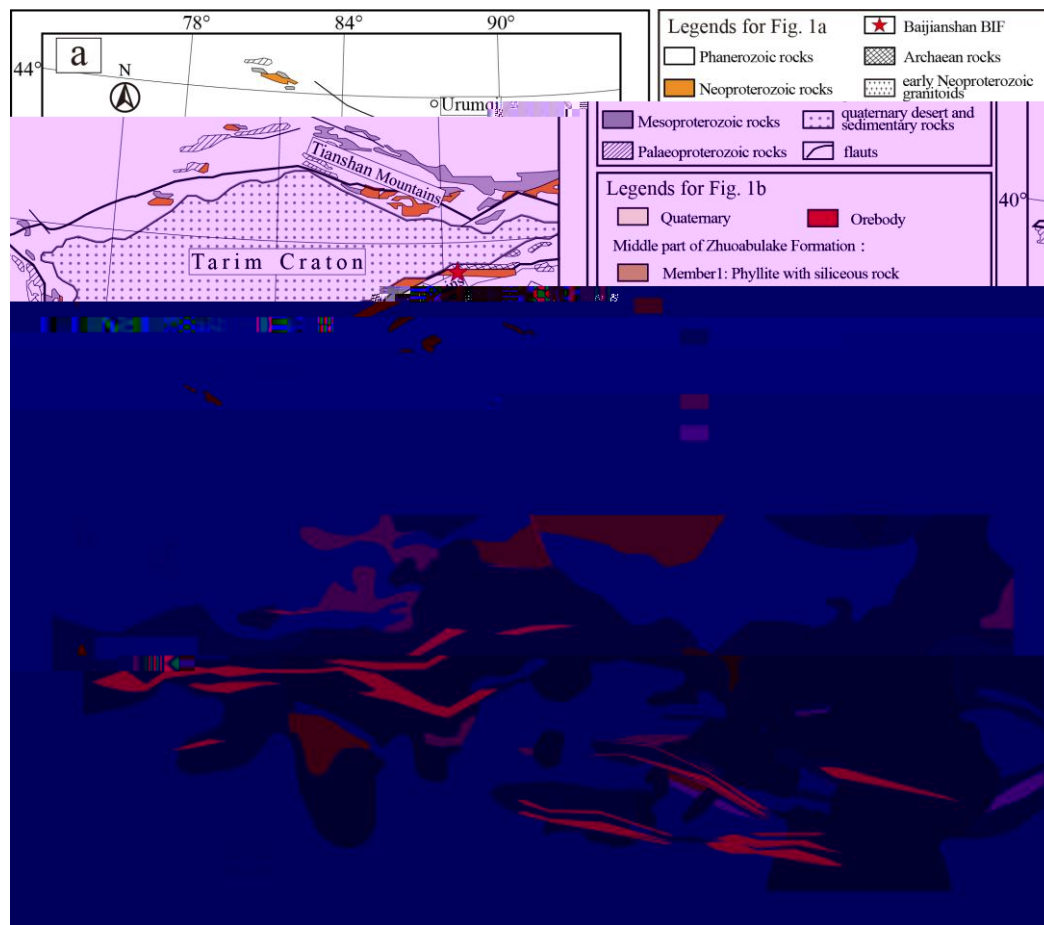 78°
84°
90°
44°
a
N
Urumqi
Tianshan Mountains
Tarim Craton
Legends for Fig. 1a
Baijianshan BIF
Phanerozoic rocks
Archaean rocks
Neoproterozoic rocks
early Neoproterozoic
granitoids
Mesoproterozoic rocks
quaternary desert and
sedimentary rocks
Palaeoproterozoic rocks
flauts
Legends for Fig. 1b
Quaternary
Orebody
Middle part of Zhuoabulake Formation :
Member1: Phyllite with siliceous rock
40°